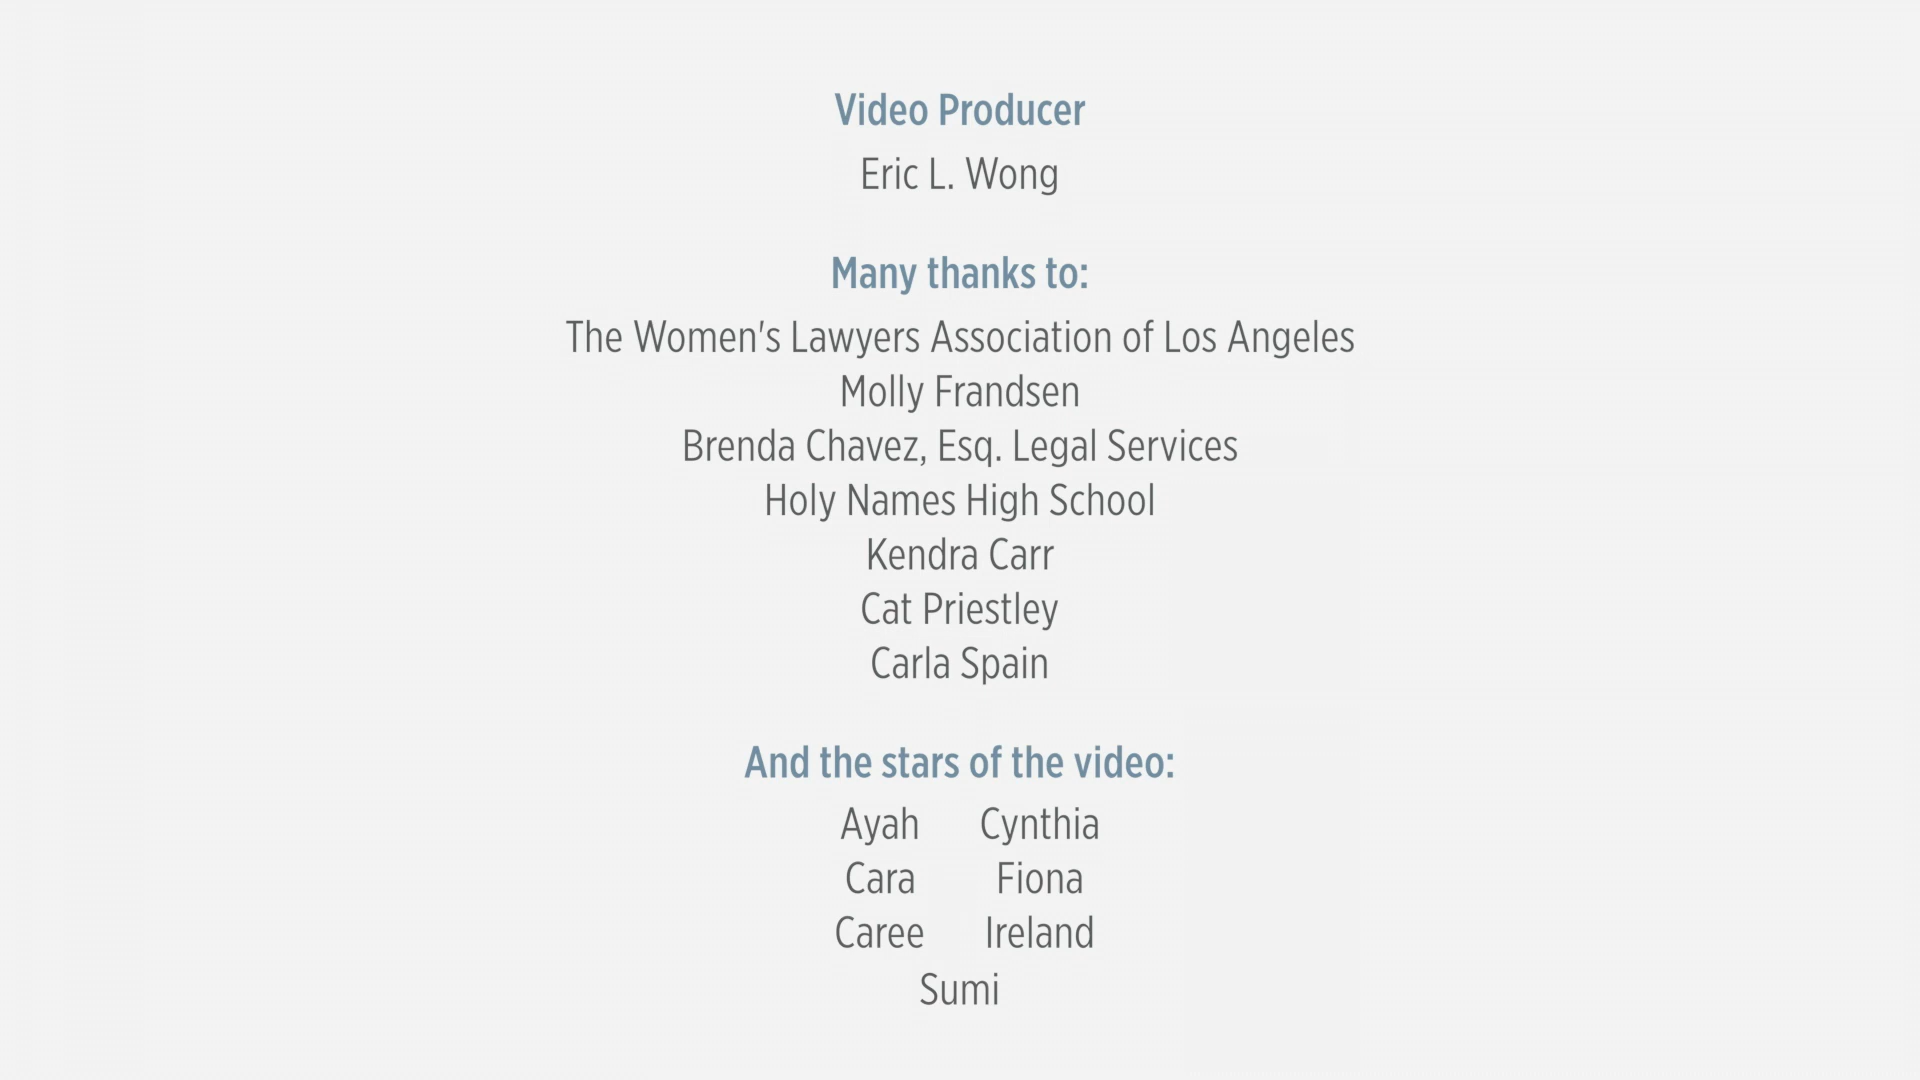 Video Producer
Eric L. Wong
Many thanks to:
The Women's Lawyers Association of Los Angeles
Molly Frandsen
Brenda Chavez, Esq. Legal Services
Holy Names High School
Kendra Carr
Cat Priestley
Carla Spain
And the stars of the video:
Ayah Cynthia
Cara Fiona
Caree Ireland
Sumi